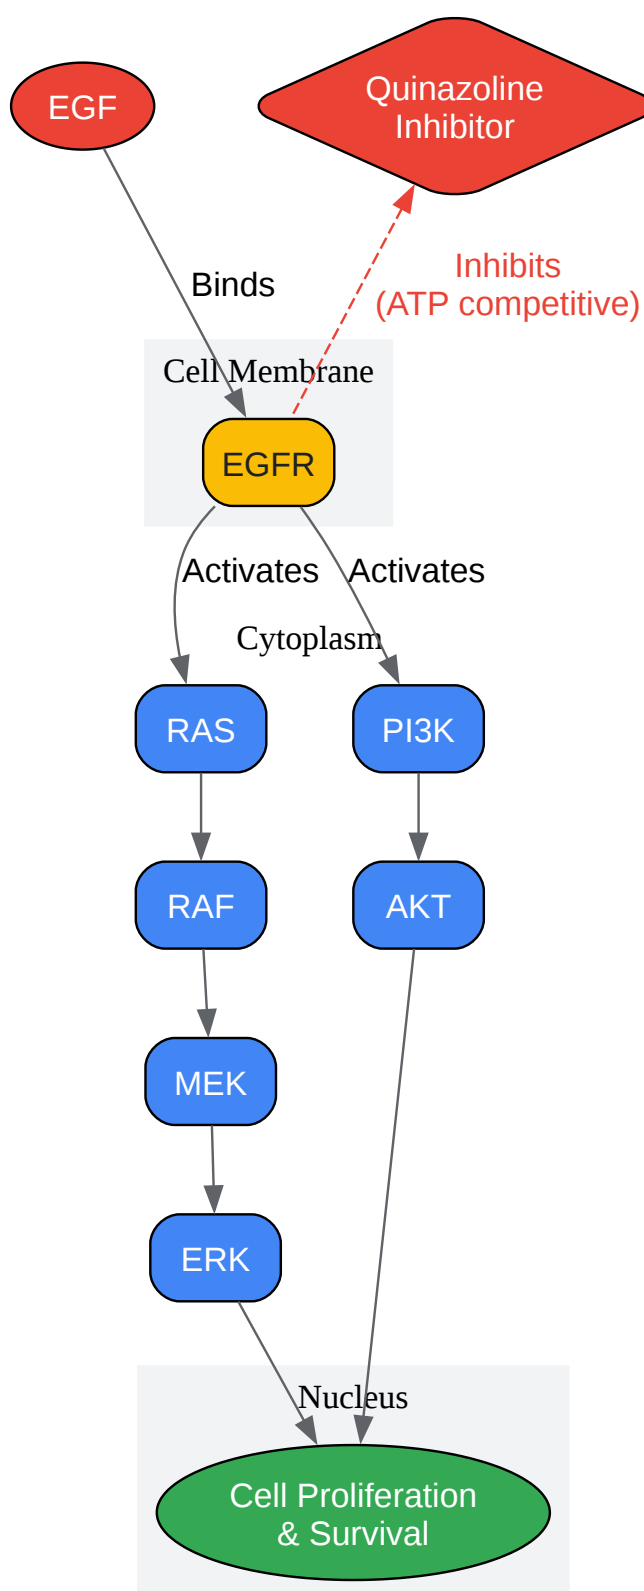 EGF
Quinazoline
Inhibitor
Binds
Inhibits
(ATP competitive)
Cell Membrane
EGFR
Activates
Activates
Cytoplasm
RAS
PI3K
RAF
AKT
MEK
ERK
Nucleus
Cell Proliferation
& Survival